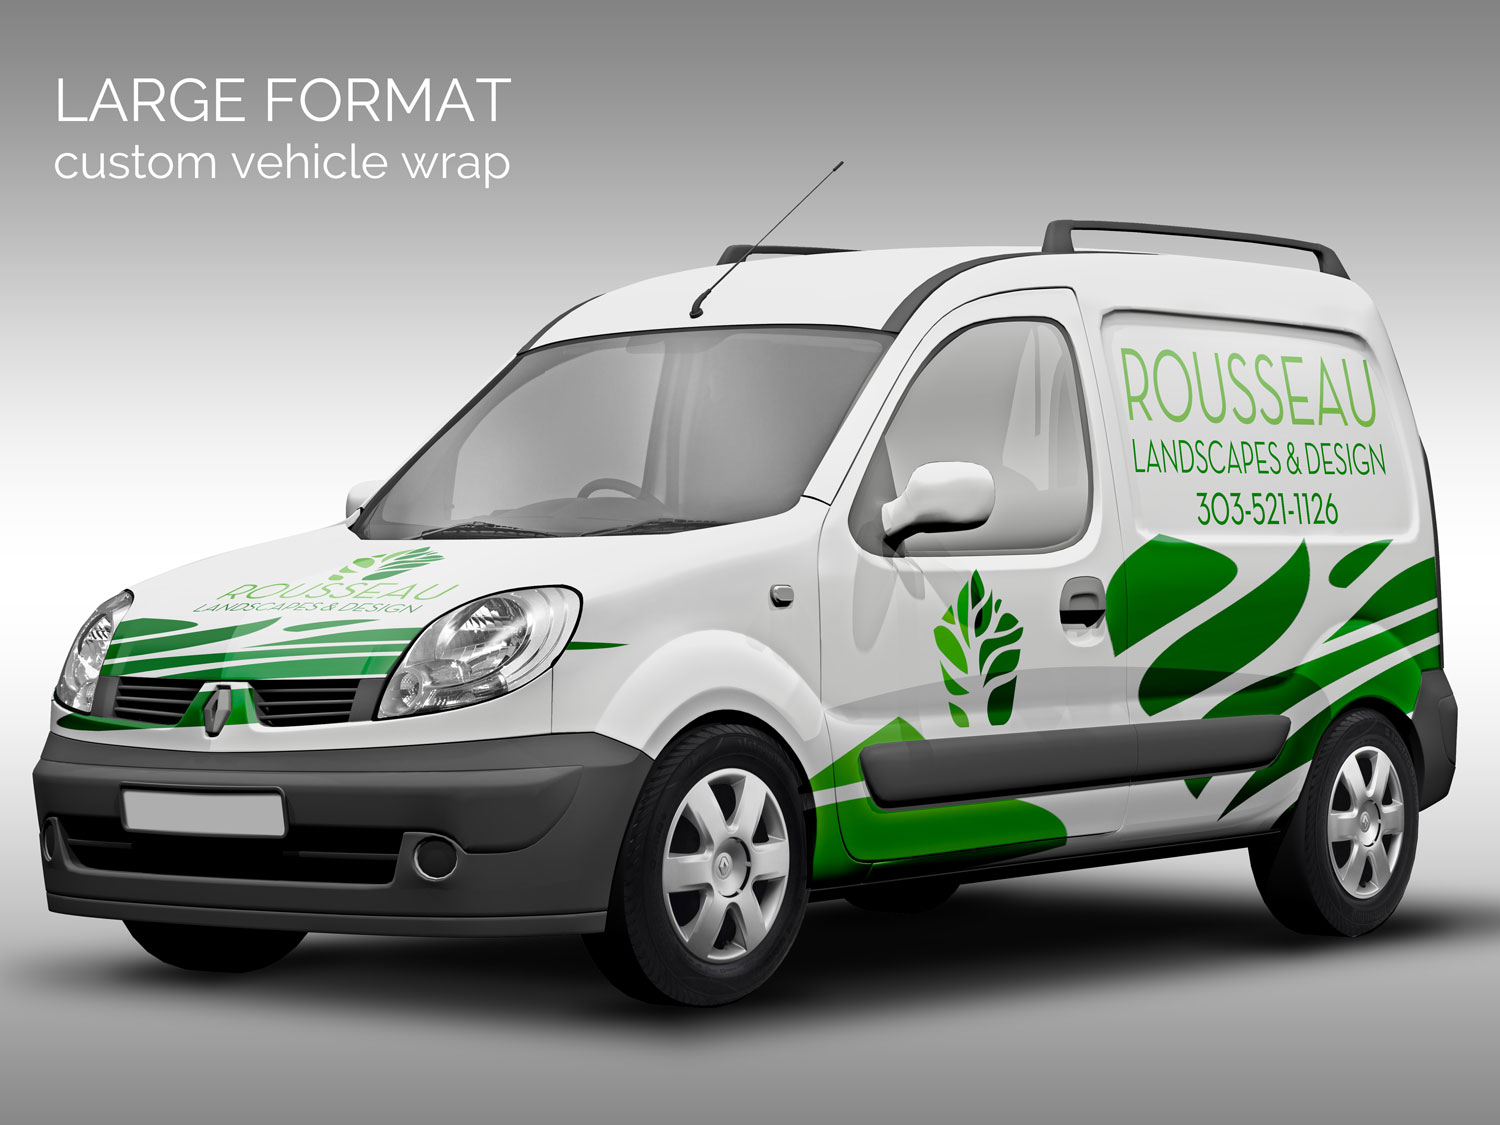 LARGE FORMAT
custom vehicle wrap
ROUSSEAU
LANDSCAPES & DESIGN
303-521-1126
ROUSSEAU
LANDSCAPES & DESIGN